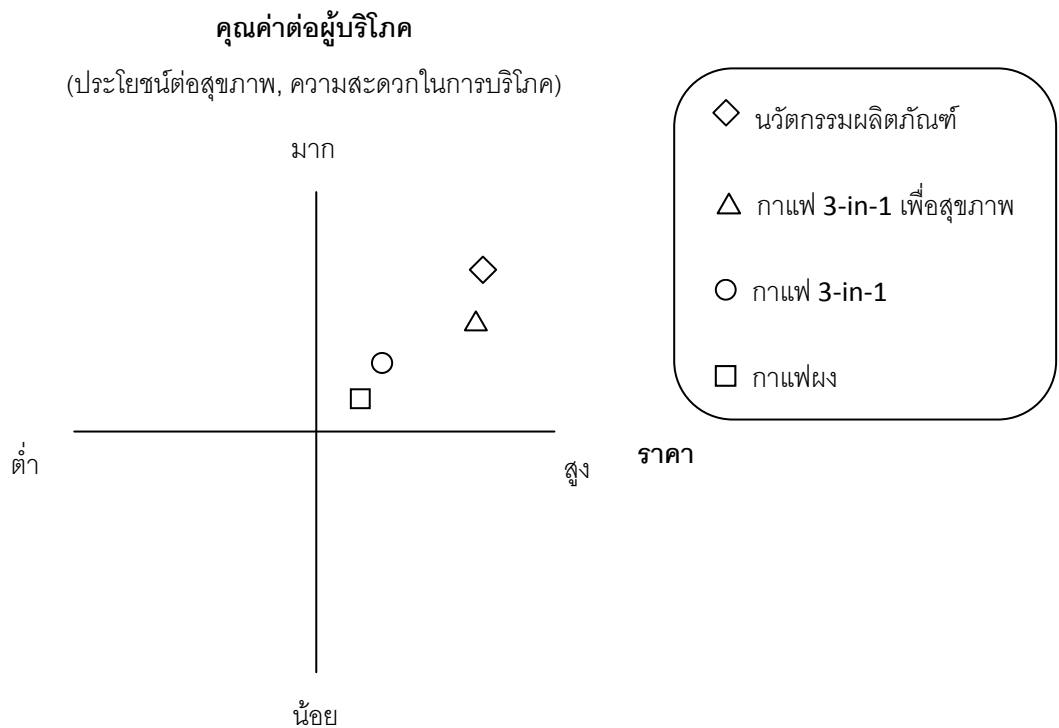 คุณค่าต่อผู้บริโภค
(ประโยชน์ต่อสุขภาพ, ความสะดวกในการบริโภค)
มาก
นวัตกรรมผลิตภัณฑ์
กาแฟ 3-in-1 เพื่อสุขภาพ
กาแฟ 3-in-1
กาแฟผง
ต่ำ
สูง
ราคา
น้อย